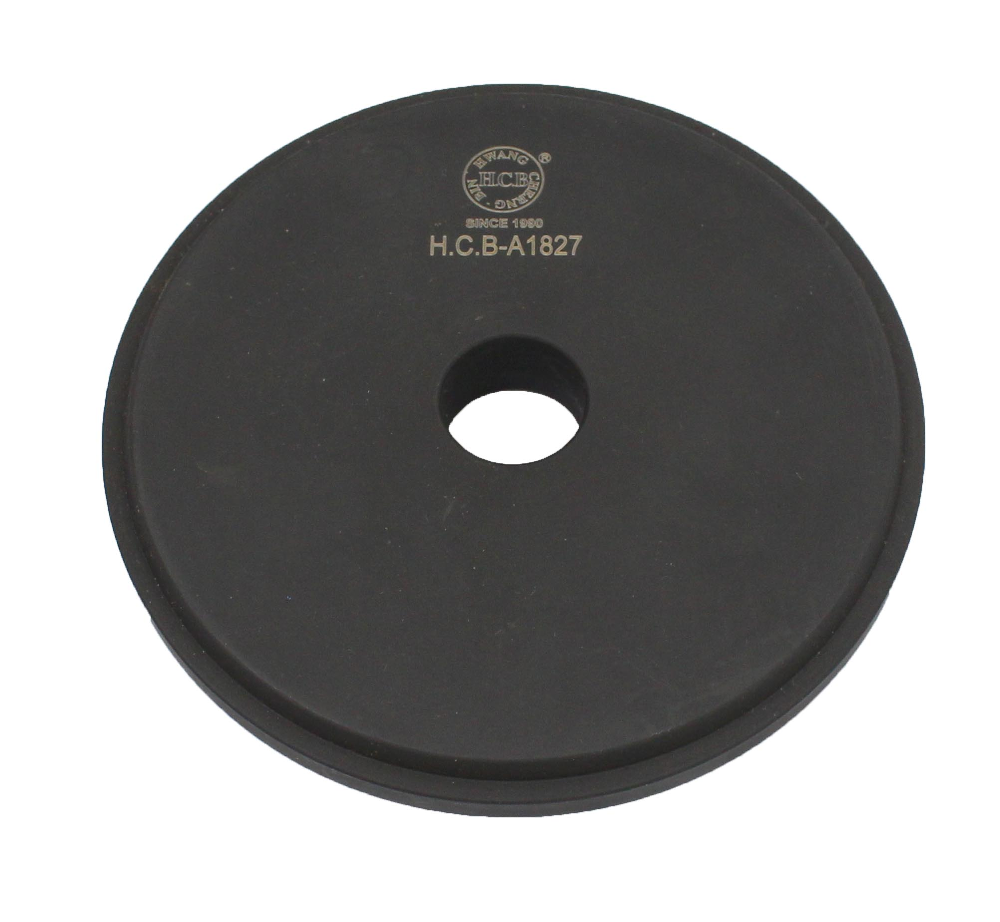 HWANG CHERNG · BIN
H.C.B
®
SINCE 1990
H.C.B-A1827